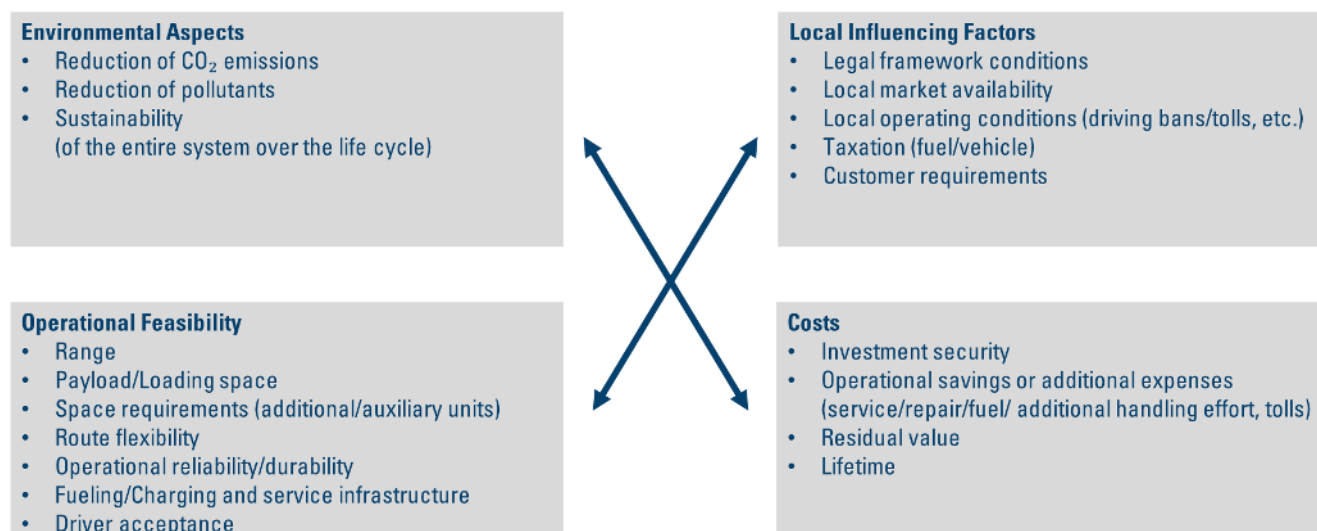 Environmental Aspects
• Reduction of CO₂ emissions
• Reduction of pollutants
• Sustainability
(of the entire system over the life cycle)
Local Influencing Factors
• Legal framework conditions
• Local market availability
• Local operating conditions (driving bans/tolls, etc.)
• Taxation (fuel/vehicle)
• Customer requirements
Operational Feasibility
• Range
• Payload/Loading space
• Space requirements (additional/auxiliary units)
• Route flexibility
• Operational reliability/durability
• Fueling/Charging and service infrastructure
• Driver acceptance
Costs
• Investment security
• Operational savings or additional expenses
(service/repair/fuel/ additional handling effort, tolls)
• Residual value
• Lifetime